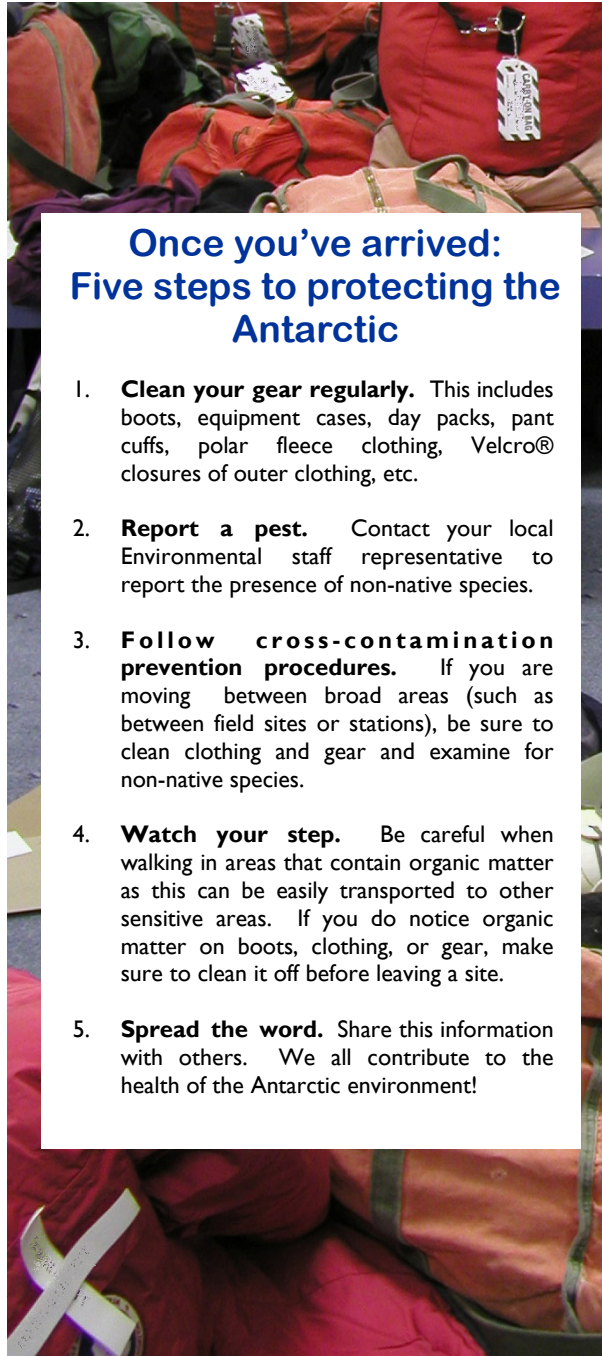 CARRY-ON BAG
Once you've arrived:
Five steps to protecting the
Antarctic
1. Clean your gear regularly. This includes
boots, equipment cases, day packs, pant
cuffs, polar fleece clothing, Velcro®
closures of outer clothing, etc.
2. Report a pest. Contact your local
Environmental staff representative to
report the presence of non-native species.
3. Follow cross-contamination
prevention procedures. If you are
moving between broad areas (such as
between field sites or stations), be sure to
clean clothing and gear and examine for
non-native species.
4. Watch your step. Be careful when
walking in areas that contain organic matter
as this can be easily transported to other
sensitive areas. If you do notice organic
matter on boots, clothing, or gear, make
sure to clean it off before leaving a site.
5. Spread the word. Share this information
with others. We all contribute to the
health of the Antarctic environment!